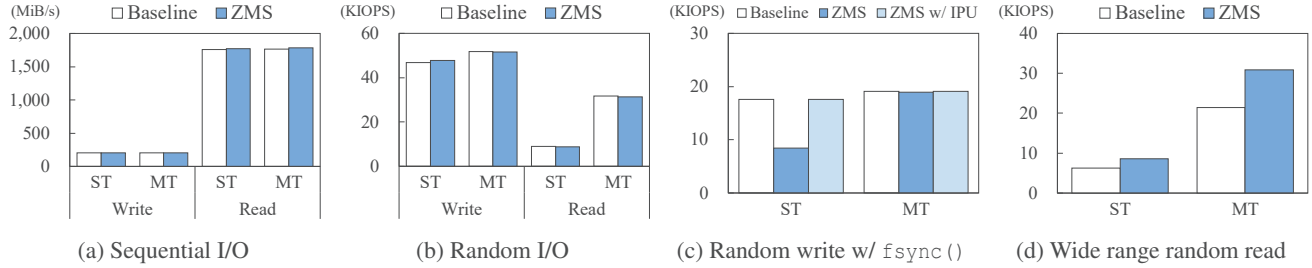 (MiB/s) Baseline ZMS
2,000
1,500
1,000
500
0
ST MT ST MT
Write Read
(a) Sequential I/O
(KIOPS) Baseline ZMS
60
40
20
0
ST MT ST MT
Write Read
(b) Random I/O
(KIOPS) Baseline ZMS ZMS w/ IPU
30
20
10
0
ST MT
(c) Random write w/ fsync()
(KIOPS) Baseline ZMS
40
30
20
10
0
ST MT
(d) Wide range random read